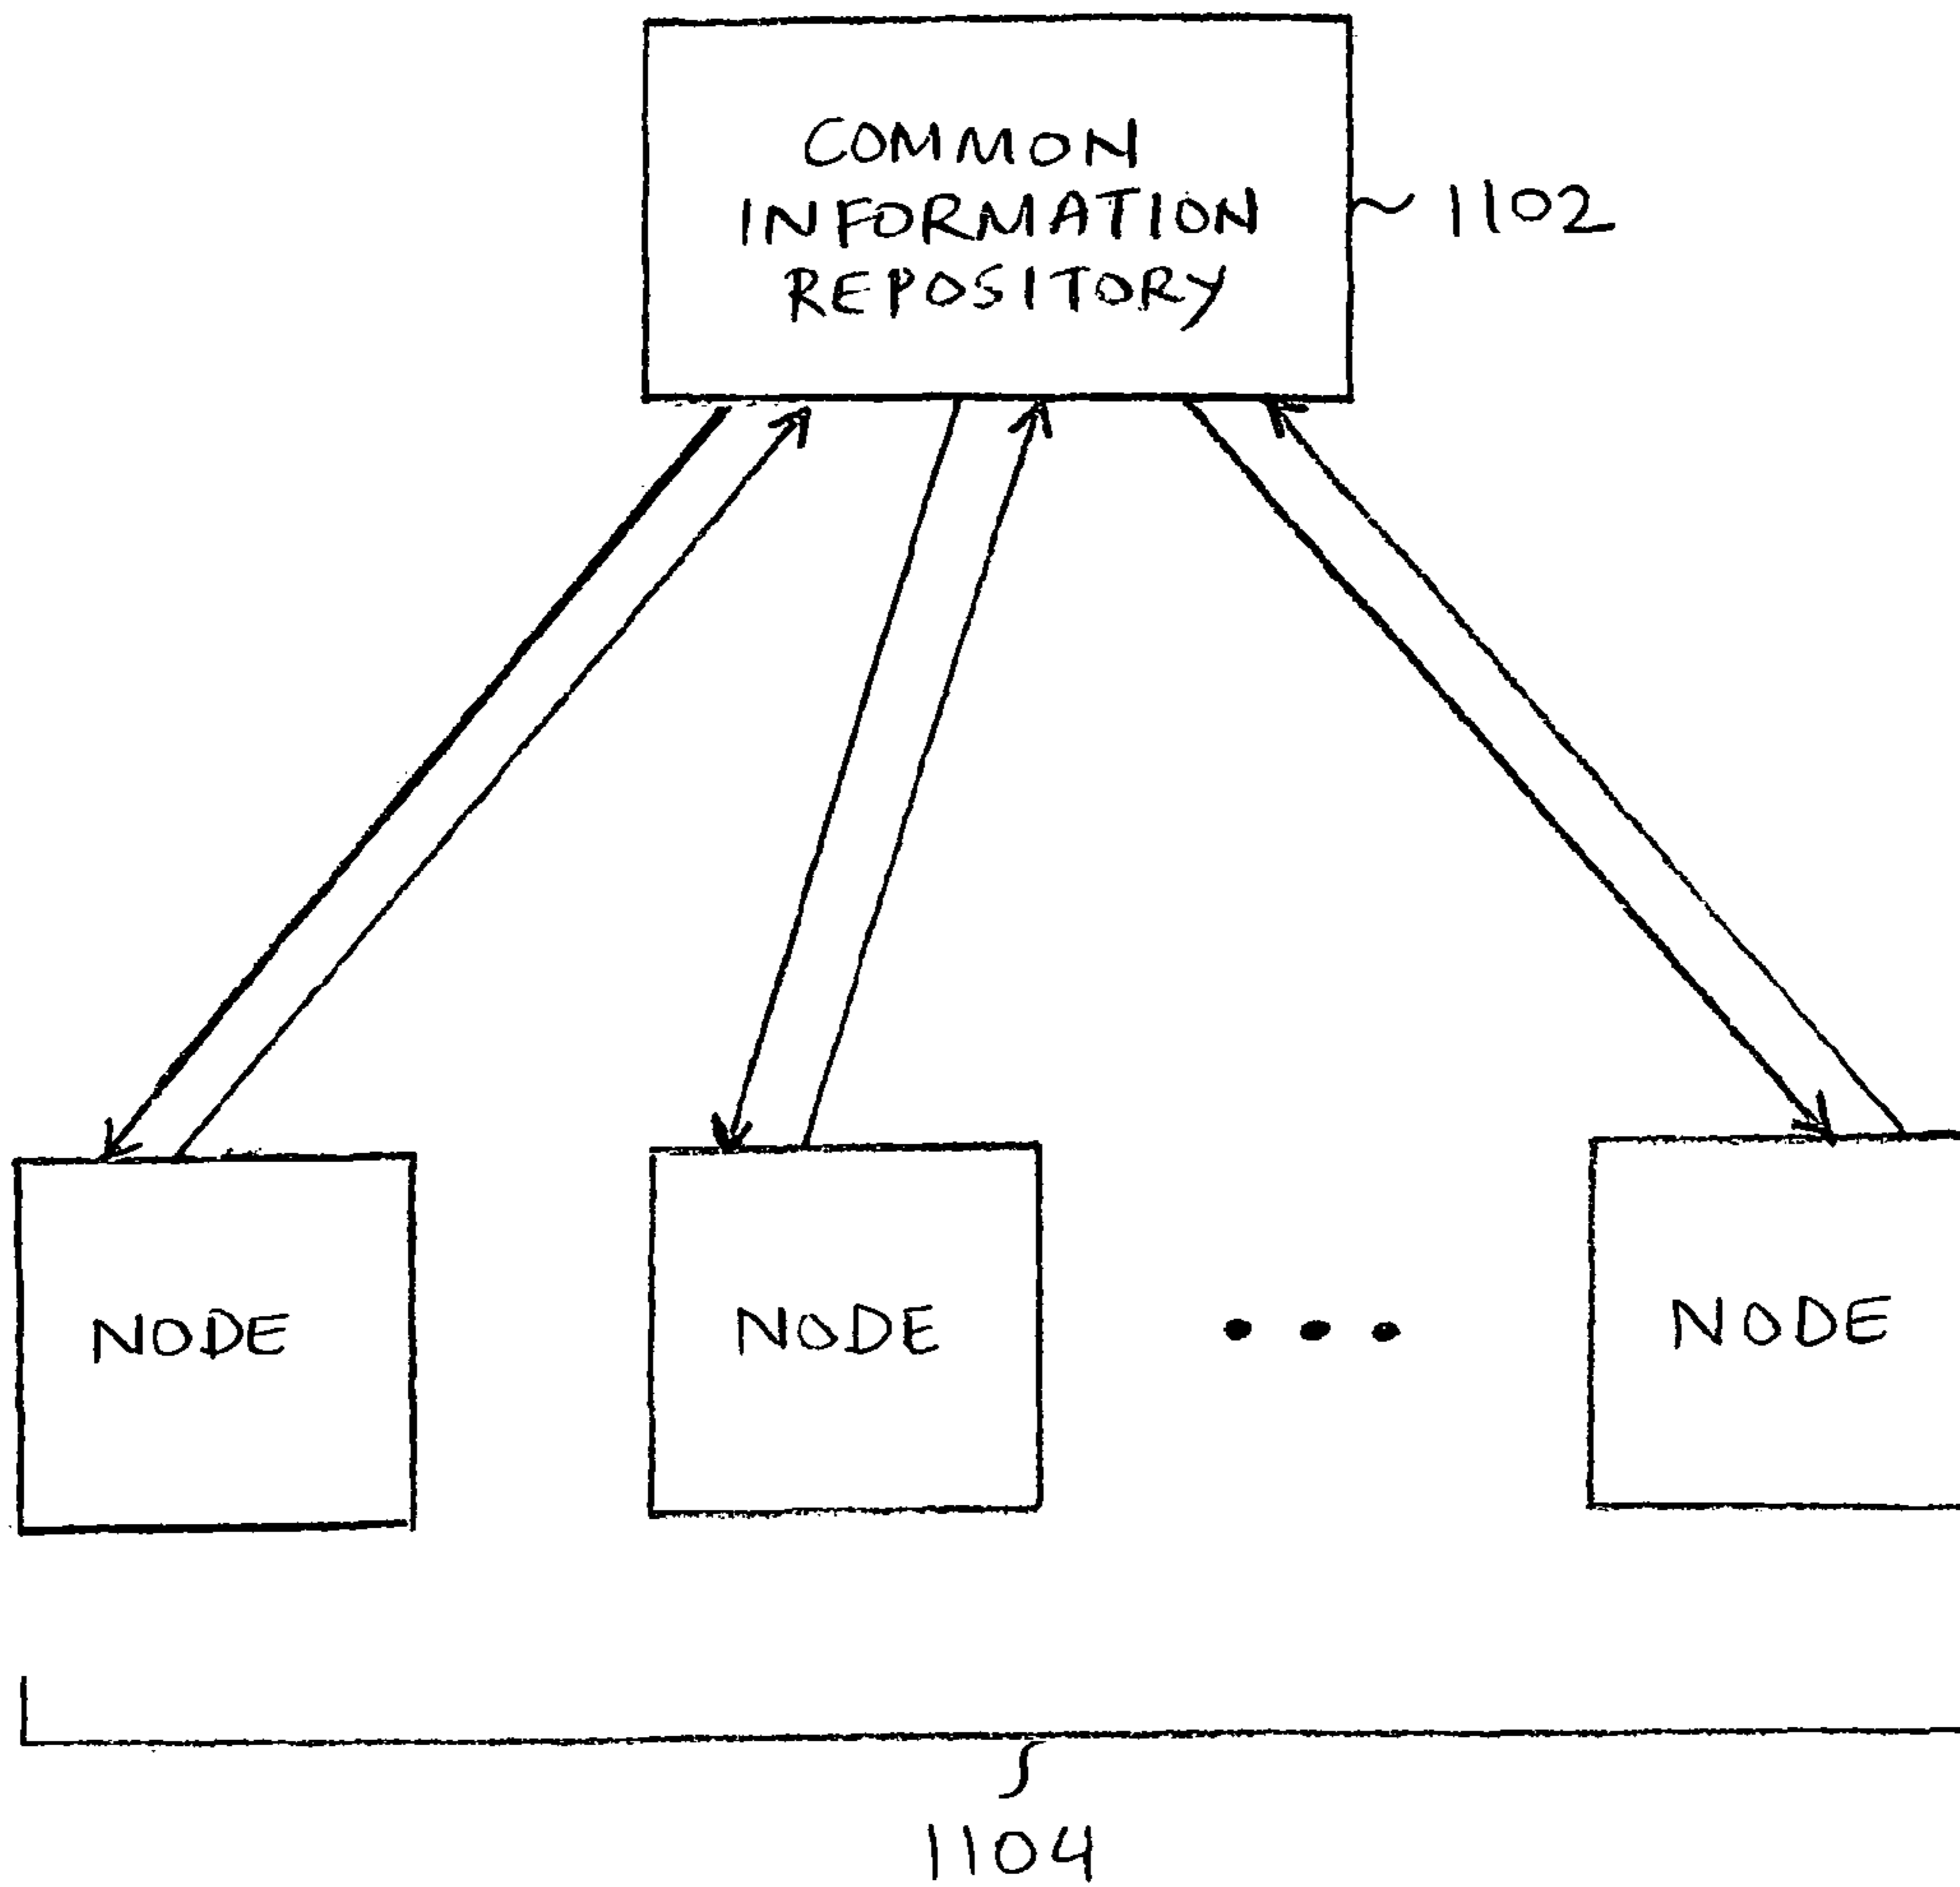 COMMON
INFORMATION
REPOSITORY
1102
NODE
NODE
NODE
1104